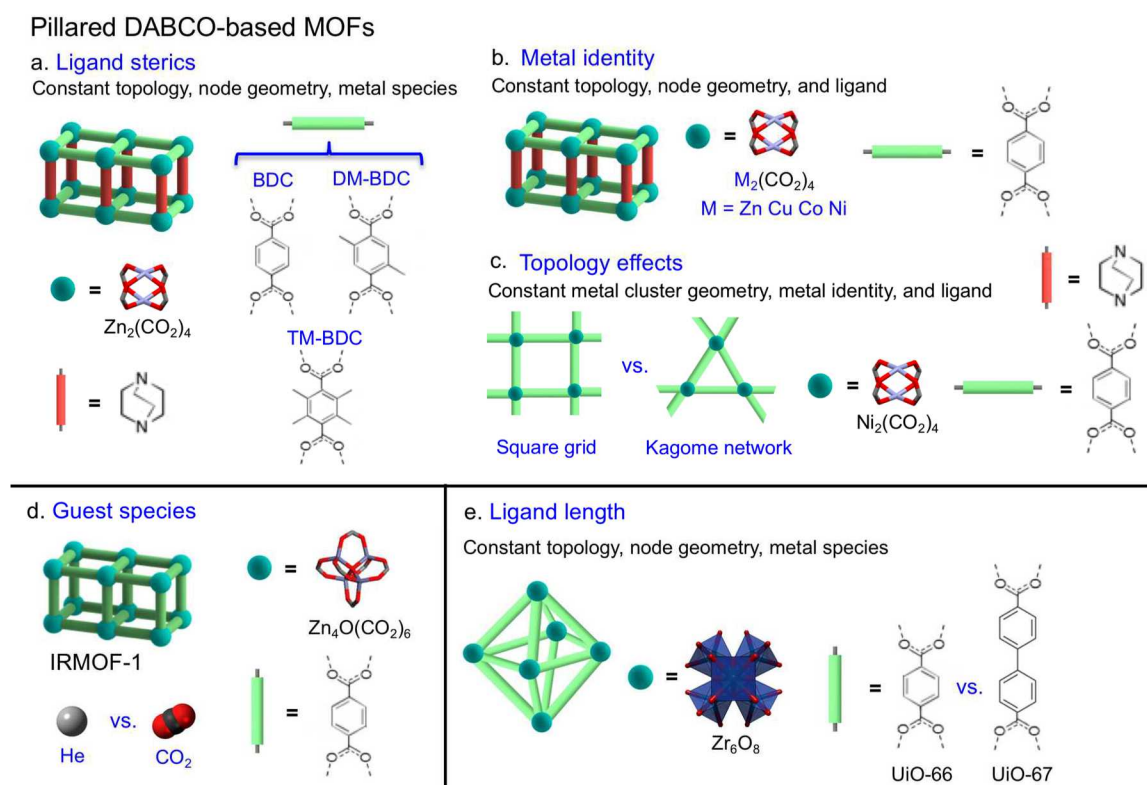 Pillared DABCO-based MOFs
a. Ligand sterics
Constant topology, node geometry, metal species
BDC
DM-BDC
=
Zn₂(CO₂)₄
TM-BDC
=
N
N
O O
O O
O O
O O
O O
O O
b. Metal identity
Constant topology, node geometry, and ligand
=
M₂(CO₂)₄
M = Zn Cu Co Ni
=
O O
O O
c. Topology effects
Constant metal cluster geometry, metal identity, and ligand
=
N
N
vs.
=
Ni₂(CO₂)₄
=
O O
O O
Square grid
Kagome network
d. Guest species
=
Zn₄O(CO₂)₆
IRMOF-1
He
vs.
CO₂
=
O O
O O
e. Ligand length
Constant topology, node geometry, metal species
=
Zr₆O₈
=
O O
O O
vs.
O O
O O
UiO-66
UiO-67